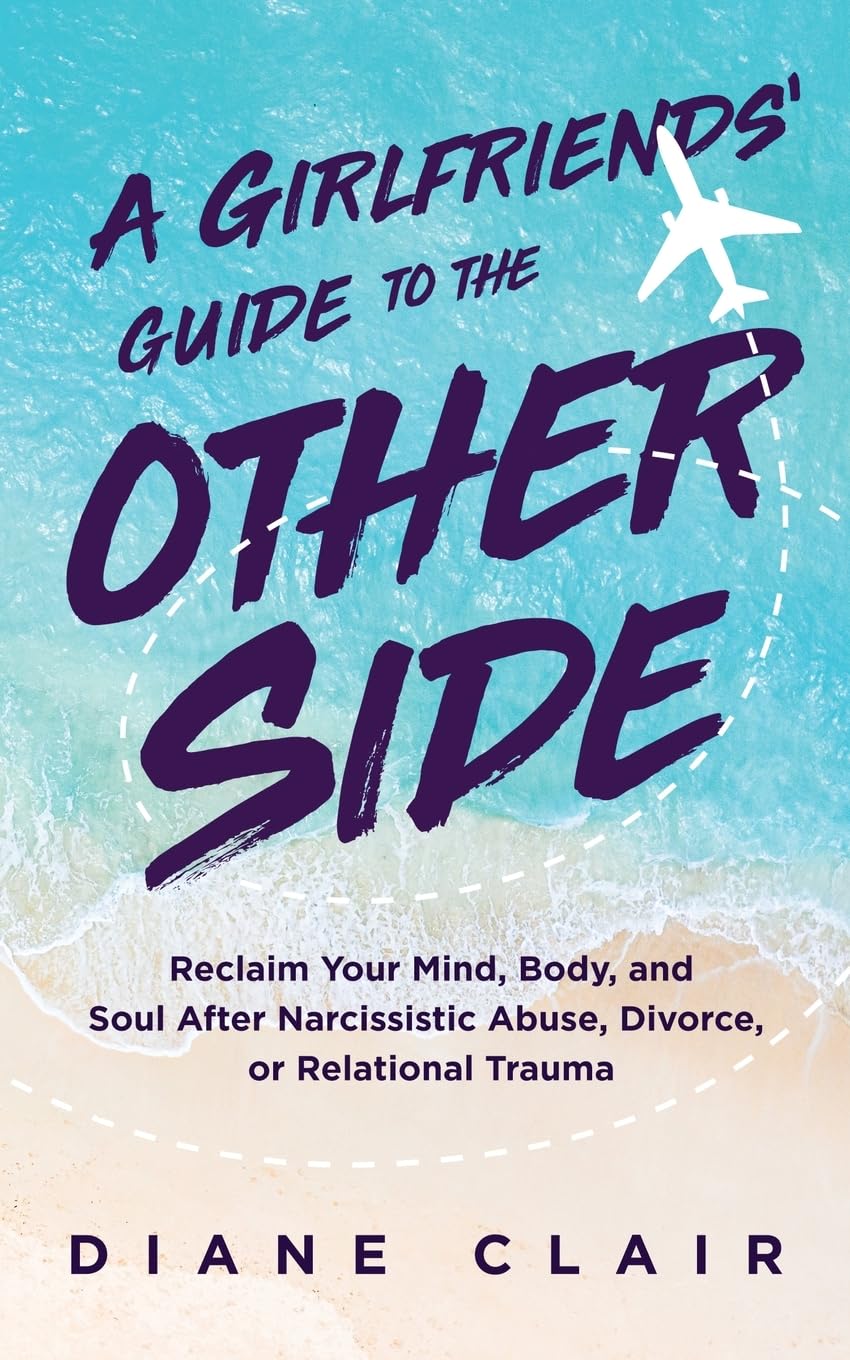 A GIRLFRIENDS'
GUIDE TO THE
OTHER
SIDE
Reclaim Your Mind, Body, and
Soul After Narcissistic Abuse, Divorce,
or Relational Trauma
DIANE CLAIR